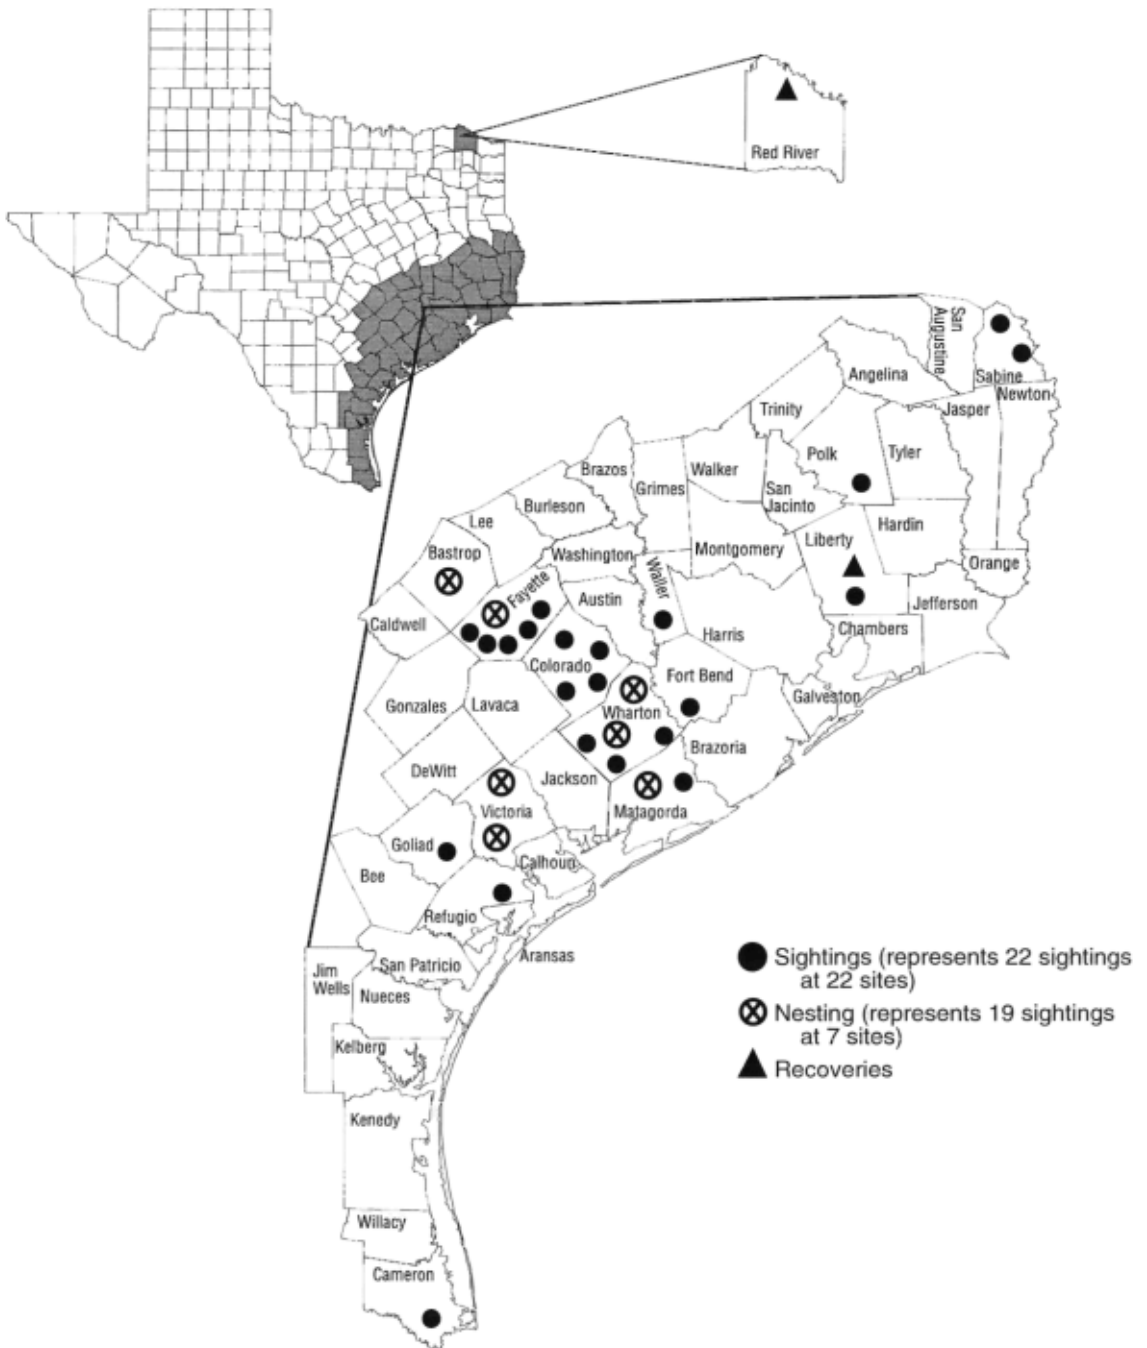 Red River
San
Augustine
Sabine
Newton
Angelina
Jasper
Trinity
Polk
Tyler
Brazos
Walker
Grimes
San
Jacinto
Burleson
Lee
Hardin
Liberty
Bastrop
Washington
Montgomery
Orange
Waller
Fayette
Austin
Jefferson
Caldwell
Harris
Chambers
Colorado
Fort Bend
Galveston
Gonzales
Lavaca
Wharton
Brazoria
DeWitt
Jackson
Victoria
Matagorda
Goliad
Calhoun
Bee
Refugio
Aransas
San Patricio
Jim
Wells
Nueces
Kelberg
Kenedy
Willacy
Cameron
Sightings (represents 22 sightings
at 22 sites)
Nesting (represents 19 sightings
at 7 sites)
Recoveries